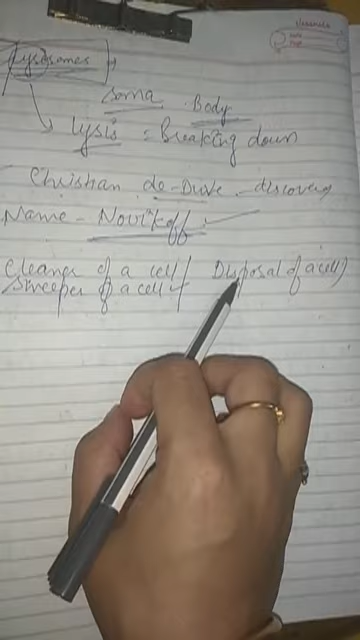 Lysosomes
Soma Body
Lysis = Breaking down
Christian de-Duve discovery
Name - Novikoff
Cleaner of a cell / Disposal of a cell
Sweeper of a cell